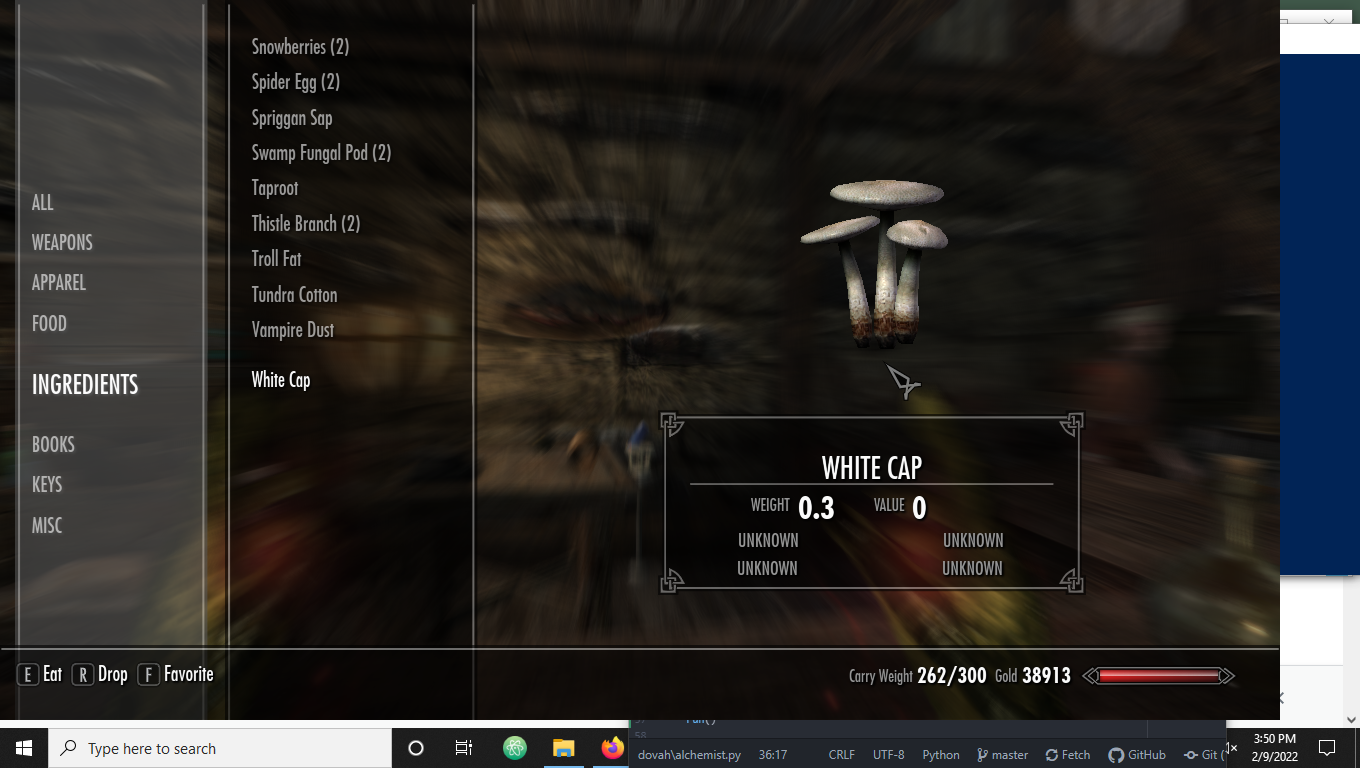 Snowberries (2)
Spider Egg (2)
Spriggan Sap
Swamp Fungal Pod (2)
Taproot
Thistle Branch (2)
Troll Fat
Tundra Cotton
Vampire Dust
White Cap
ALL
WEAPONS
APPAREL
FOOD
INGREDIENTS
BOOKS
KEYS
MISC
WHITE CAP
WEIGHT 0.3 VALUE 0
UNKNOWN UNKNOWN
UNKNOWN UNKNOWN
E Eat R Drop F Favorite
Carry Weight 262/300 Gold 38913
58
Type here to search
dovah\alchemist.py 36:17 CRLF UTF-8 Python master Fetch GitHub Git (
3:50 PM
2/9/2022